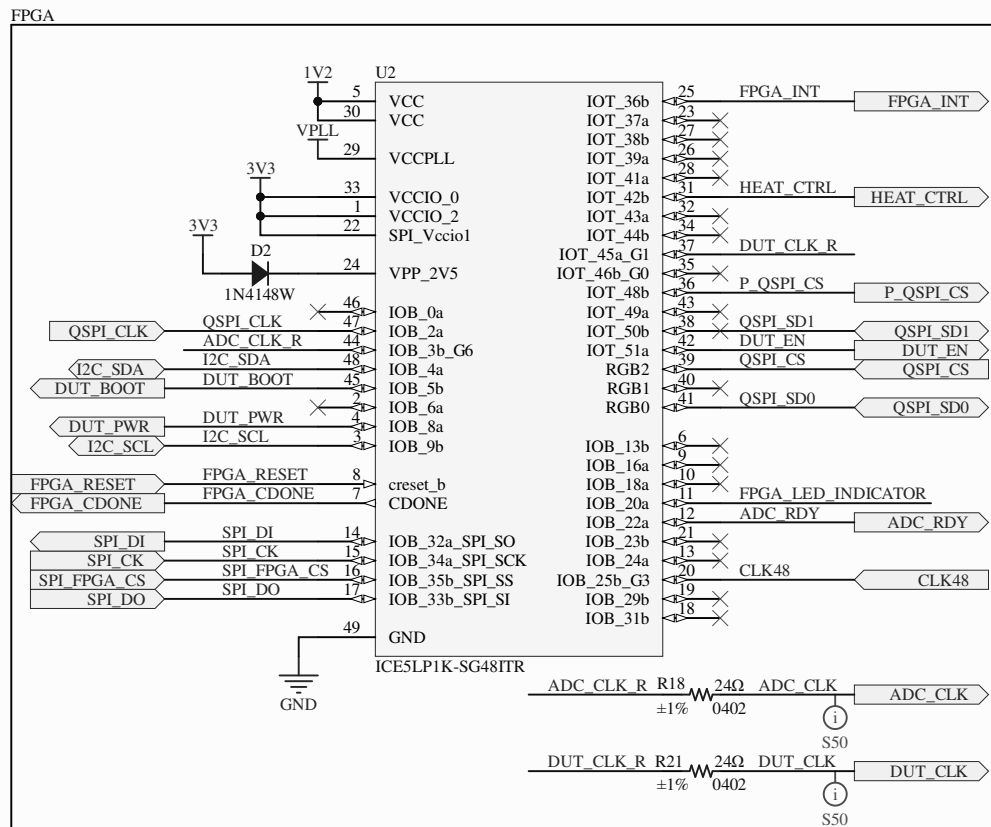 FPGA
U2
1V2
5 VCC IOT_36b 25 FPGA_INT FPGA_INT
30 VCC IOT_37a 23
VPLL IOT_38b 27
29 VCCPLL IOT_39a 26
3V3 IOT_41a 28
33 VCCIO_0 IOT_42b 31 HEAT_CTRL HEAT_CTRL
1 VCCIO_2 IOT_43a 32
22 SPI_Vccio1 IOT_44b 34
3V3 D2 IOT_45a_G1 37 DUT_CLK_R
24 VPP_2V5 IOT_46b_G0 35
1N4148W IOT_48b 36 P_QSPI_CS P_QSPI_CS
46 IOB_0a IOT_49a 43
QSPI_CLK QSPI_CLK 47 IOB_2a IOT_50b 38 QSPI_SD1 QSPI_SD1
ADC_CLK_R 44 IOB_3b_G6 IOT_51a 42 DUT_EN DUT_EN
I2C_SDA I2C_SDA 48 IOB_4a RGB2 39 QSPI_CS QSPI_CS
DUT_BOOT DUT_BOOT 45 IOB_5b RGB1 40
2 IOB_6a RGB0 41 QSPI_SD0 QSPI_SD0
DUT_PWR DUT_PWR 4 IOB_8a
I2C_SCL I2C_SCL 3 IOB_9b IOB_13b 6
IOB_16a 9
FPGA_RESET FPGA_RESET 8 creset_b IOB_18a 10
FPGA_CDONE FPGA_CDONE 7 CDONE IOB_20a 11 FPGA_LED_INDICATOR
IOB_22a 12 ADC_RDY ADC_RDY
SPI_DI SPI_DI 14 IOB_32a_SPI_SO IOB_23b 21
SPI_CK SPI_CK 15 IOB_34a_SPI_SCK IOB_24a 13
SPI_FPGA_CS SPI_FPGA_CS 16 IOB_35b_SPI_SS IOB_25b_G3 20 CLK48 CLK48
SPI_DO SPI_DO 17 IOB_33b_SPI_SI IOB_29b 19
IOB_31b 18
49 GND
ICE5LP1K-SG48ITR
GND
ADC_CLK_R R18 24Ω ADC_CLK ADC_CLK
±1% 0402 i
S50
DUT_CLK_R R21 24Ω DUT_CLK DUT_CLK
±1% 0402 i
S50